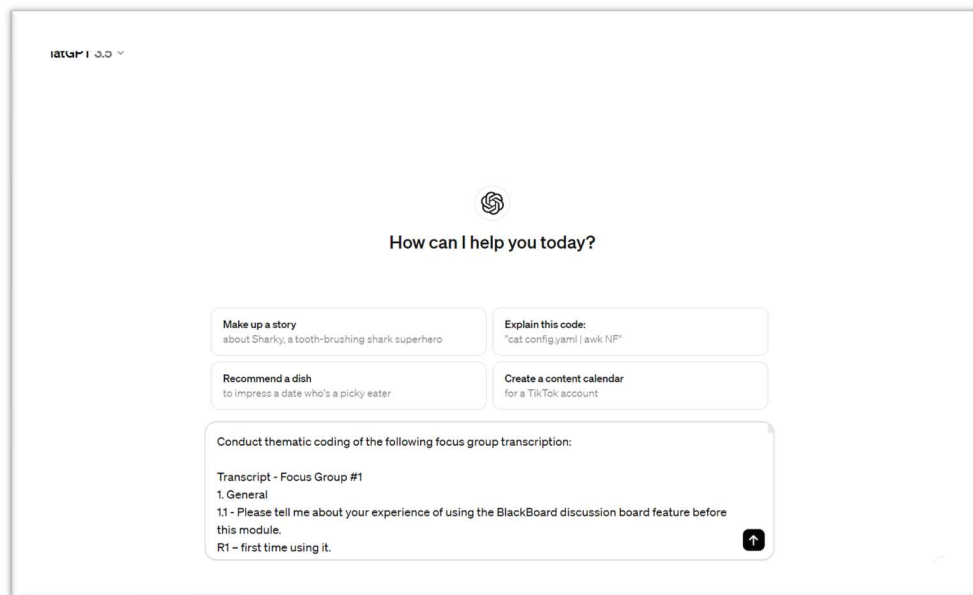 3.5
How can I help you today?
Make up a story
about Sharky, a tooth-brushing shark superhero
Explain this code:
"cat config.yaml | awk NF"
Recommend a dish
to impress a date who's a picky eater
Create a content calendar
for a TikTok account
Conduct thematic coding of the following focus group transcription:
Transcript - Focus Group #1
1. General
1.1 - Please tell me about your experience of using the BlackBoard discussion board feature before
this module.
R1 – first time using it.